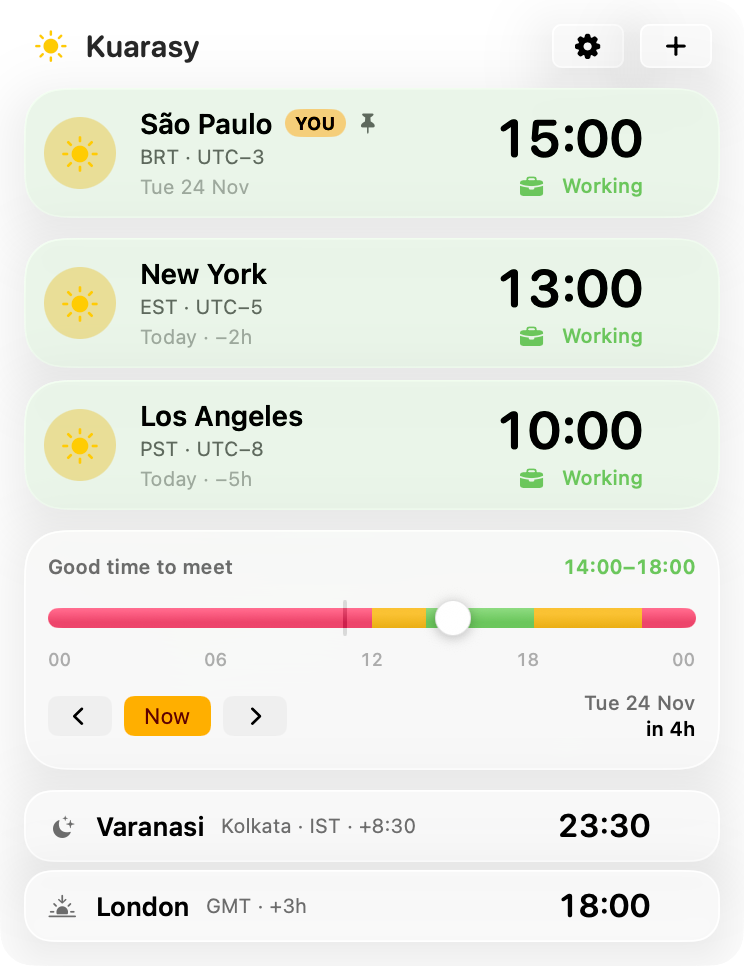 Kuarasy
São Paulo YOU
15:00
BRT · UTC−3
Working
Tue 24 Nov
New York
13:00
EST · UTC−5
Working
Today · −2h
Los Angeles
10:00
PST · UTC−8
Working
Today · −5h
Good time to meet
14:00–18:00
00 06 12 18 00
Now
Tue 24 Nov
in 4h
Varanasi Kolkata · IST · +8:30 23:30
London GMT · +3h 18:00